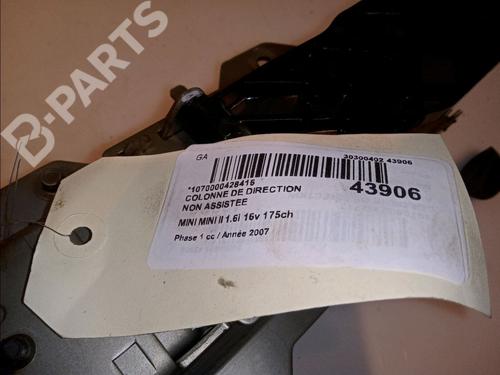 B-PARTS
GA
30300402 43906
*1070000428415
43906
COLONNE DE DIRECTION
NON ASSISTEE
MINI MINI II 1.6i 16v 175ch
Phase 1 cc / Année 2007